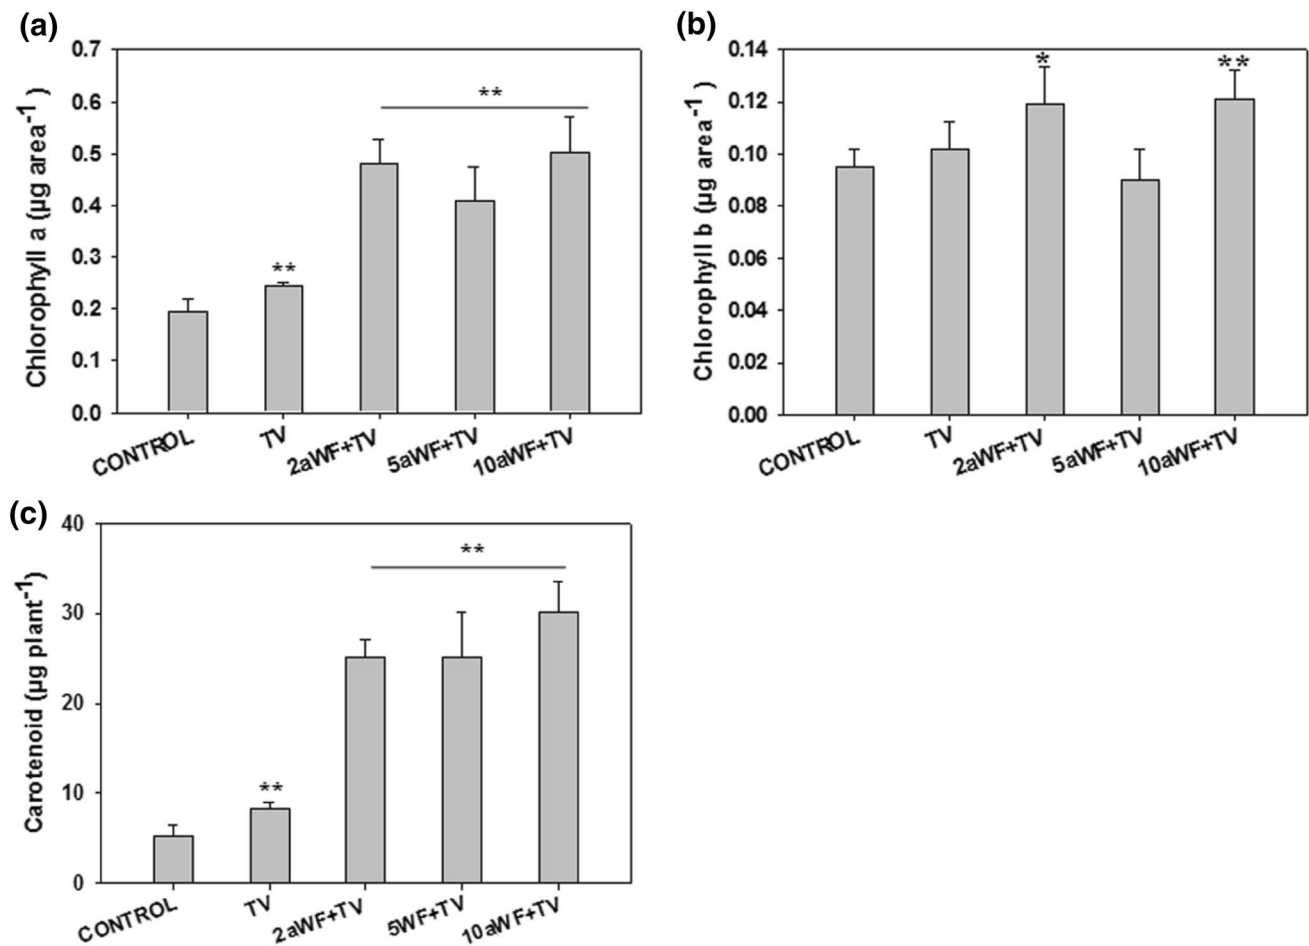 (a)
Chlorophyll a (µg area⁻¹ )
0.7
0.6
0.5
0.4
0.3
0.2
0.1
0.0
**
**
CONTROL
TV
2aWF+TV
5aWF+TV
10aWF+TV
(b)
Chlorophyll b (µg area⁻¹
0.14
0.12
0.10
0.08
0.06
0.04
0.02
0.00
*
**
CONTROL
TV
2aWF+TV
5aWF+TV
10aWF+TV
(c)
Carotenoid (µg plant⁻¹)
40
30
20
10
0
**
**
CONTROL
TV
2aWF+TV
5WF+TV
10aWF+TV